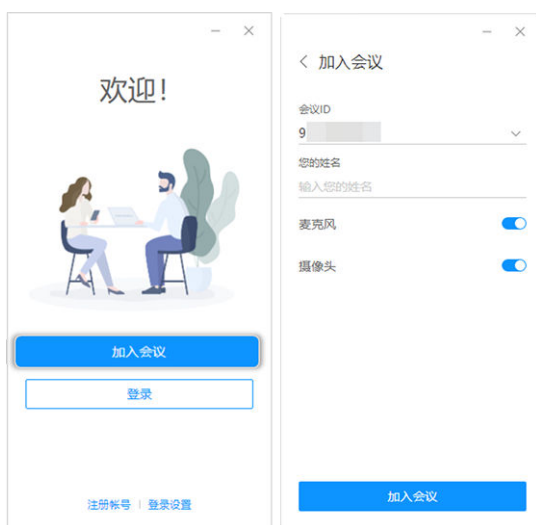 欢迎！
加入会议
登录
注册帐号 | 登录设置
加入会议
会议ID
9
您的姓名
输入您的姓名
麦克风
摄像头
加入会议